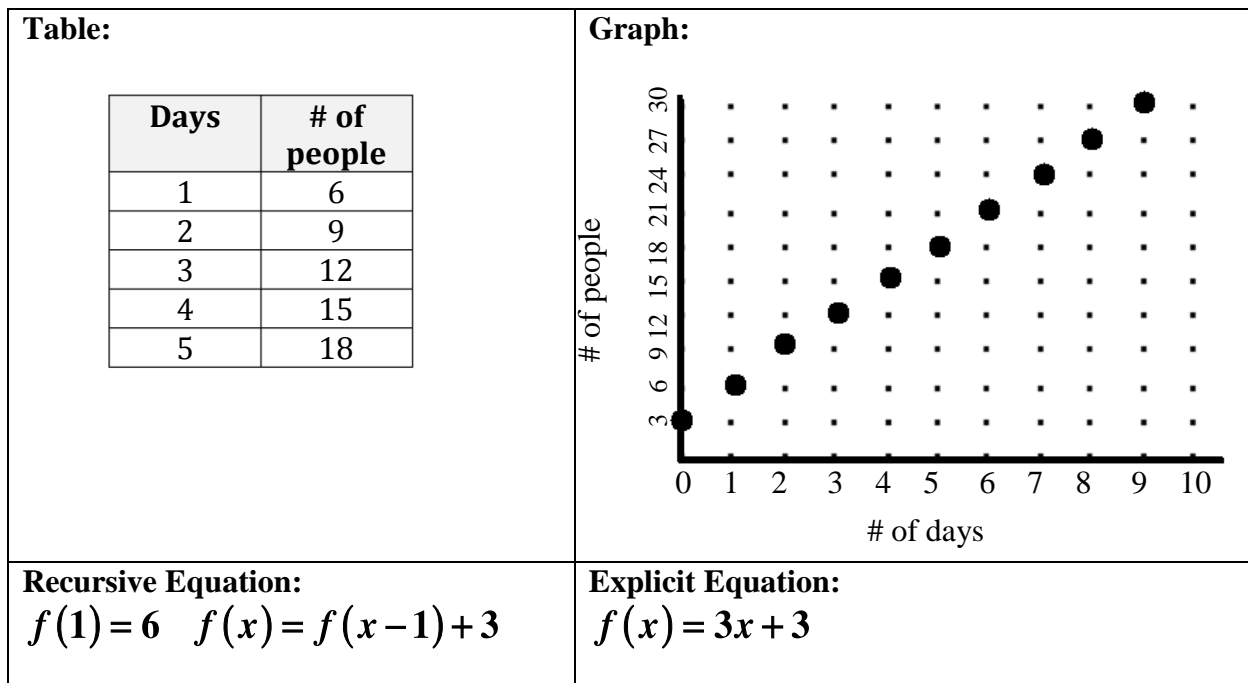 Table:
Days # of people
1 6
2 9
3 12
4 15
5 18
Graph:
# of people
30
27
24
21
18
15
12
9
6
3
0 1 2 3 4 5 6 7 8 9 10
# of days
Recursive Equation:
f(1) = 6 f(x) = f(x−1)+3
Explicit Equation:
f(x) = 3x + 3